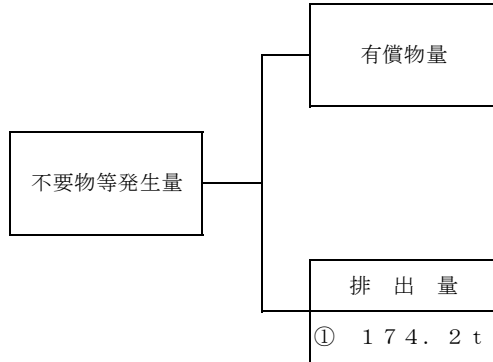 有償物量
不要物等発生量
排　出　量
①　１７４．２ｔ